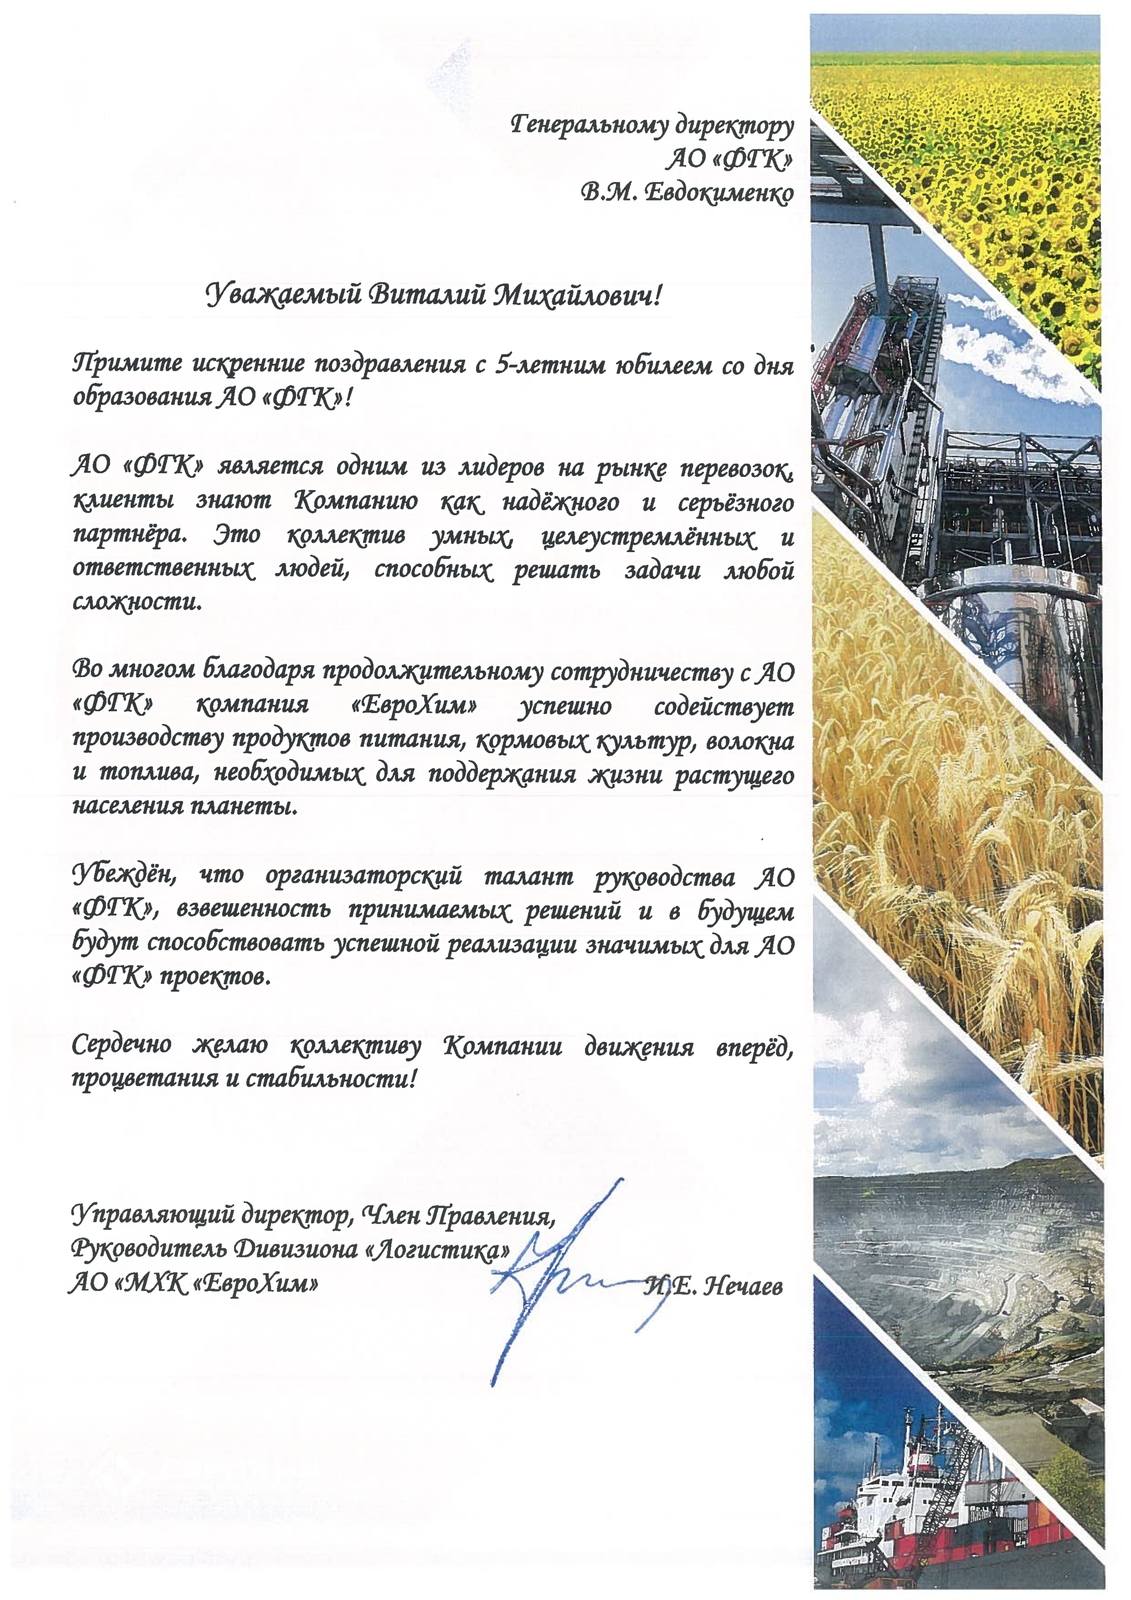 Генеральному директору
АО «ФГК»
В.М. Евдокименко
Уважаемый Виталий Михайлович!
Примите искренние поздравления с 5-летним юбилеем со дня
образования АО «ФГК»!
АО «ФГК» является одним из лидеров на рынке перевозок,
клиенты знают Компанию как надёжного и серьёзного
партнёра. Это коллектив умных, целеустремлённых и
ответственных людей, способных решать задачи любой
сложности.
Во многом благодаря продолжительному сотрудничеству с АО
«ФГК» компания «ЕвроХим» успешно содействует
производству продуктов питания, кормовых культур, волокна
и топлива, необходимых для поддержания жизни растущего
населения планеты.
Убеждён, что организаторский талант руководства АО
«ФГК», взвешенность принимаемых решений и в будущем
будут способствовать успешной реализации значимых для АО
«ФГК» проектов.
Сердечно желаю коллективу Компании движения вперёд,
процветания и стабильности!
Управляющий директор, Член Правления,
Руководитель Дивизиона «Логистика»
АО «МХК «ЕвроХим» И.Е. Нечаев